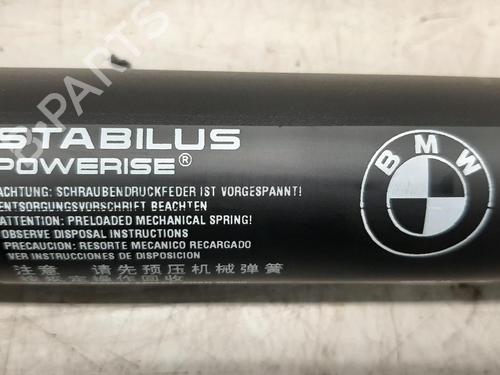 STABILUS
POWERISE®
BMW
ACHTUNG: SCHRAUBENDRUCKFEDER IST VORGESPANNT!
ENTSORGUNGSVORSCHRIFT BEACHTEN
ATTENTION: PRELOADED MECHANICAL SPRING!
OBSERVE DISPOSAL INSTRUCTIONS
PRECAUCION: RESORTE MECANICO RECARGADO
VER INSTRUCCIONES DE DISPOSICION
注意 请先预压机械弹簧